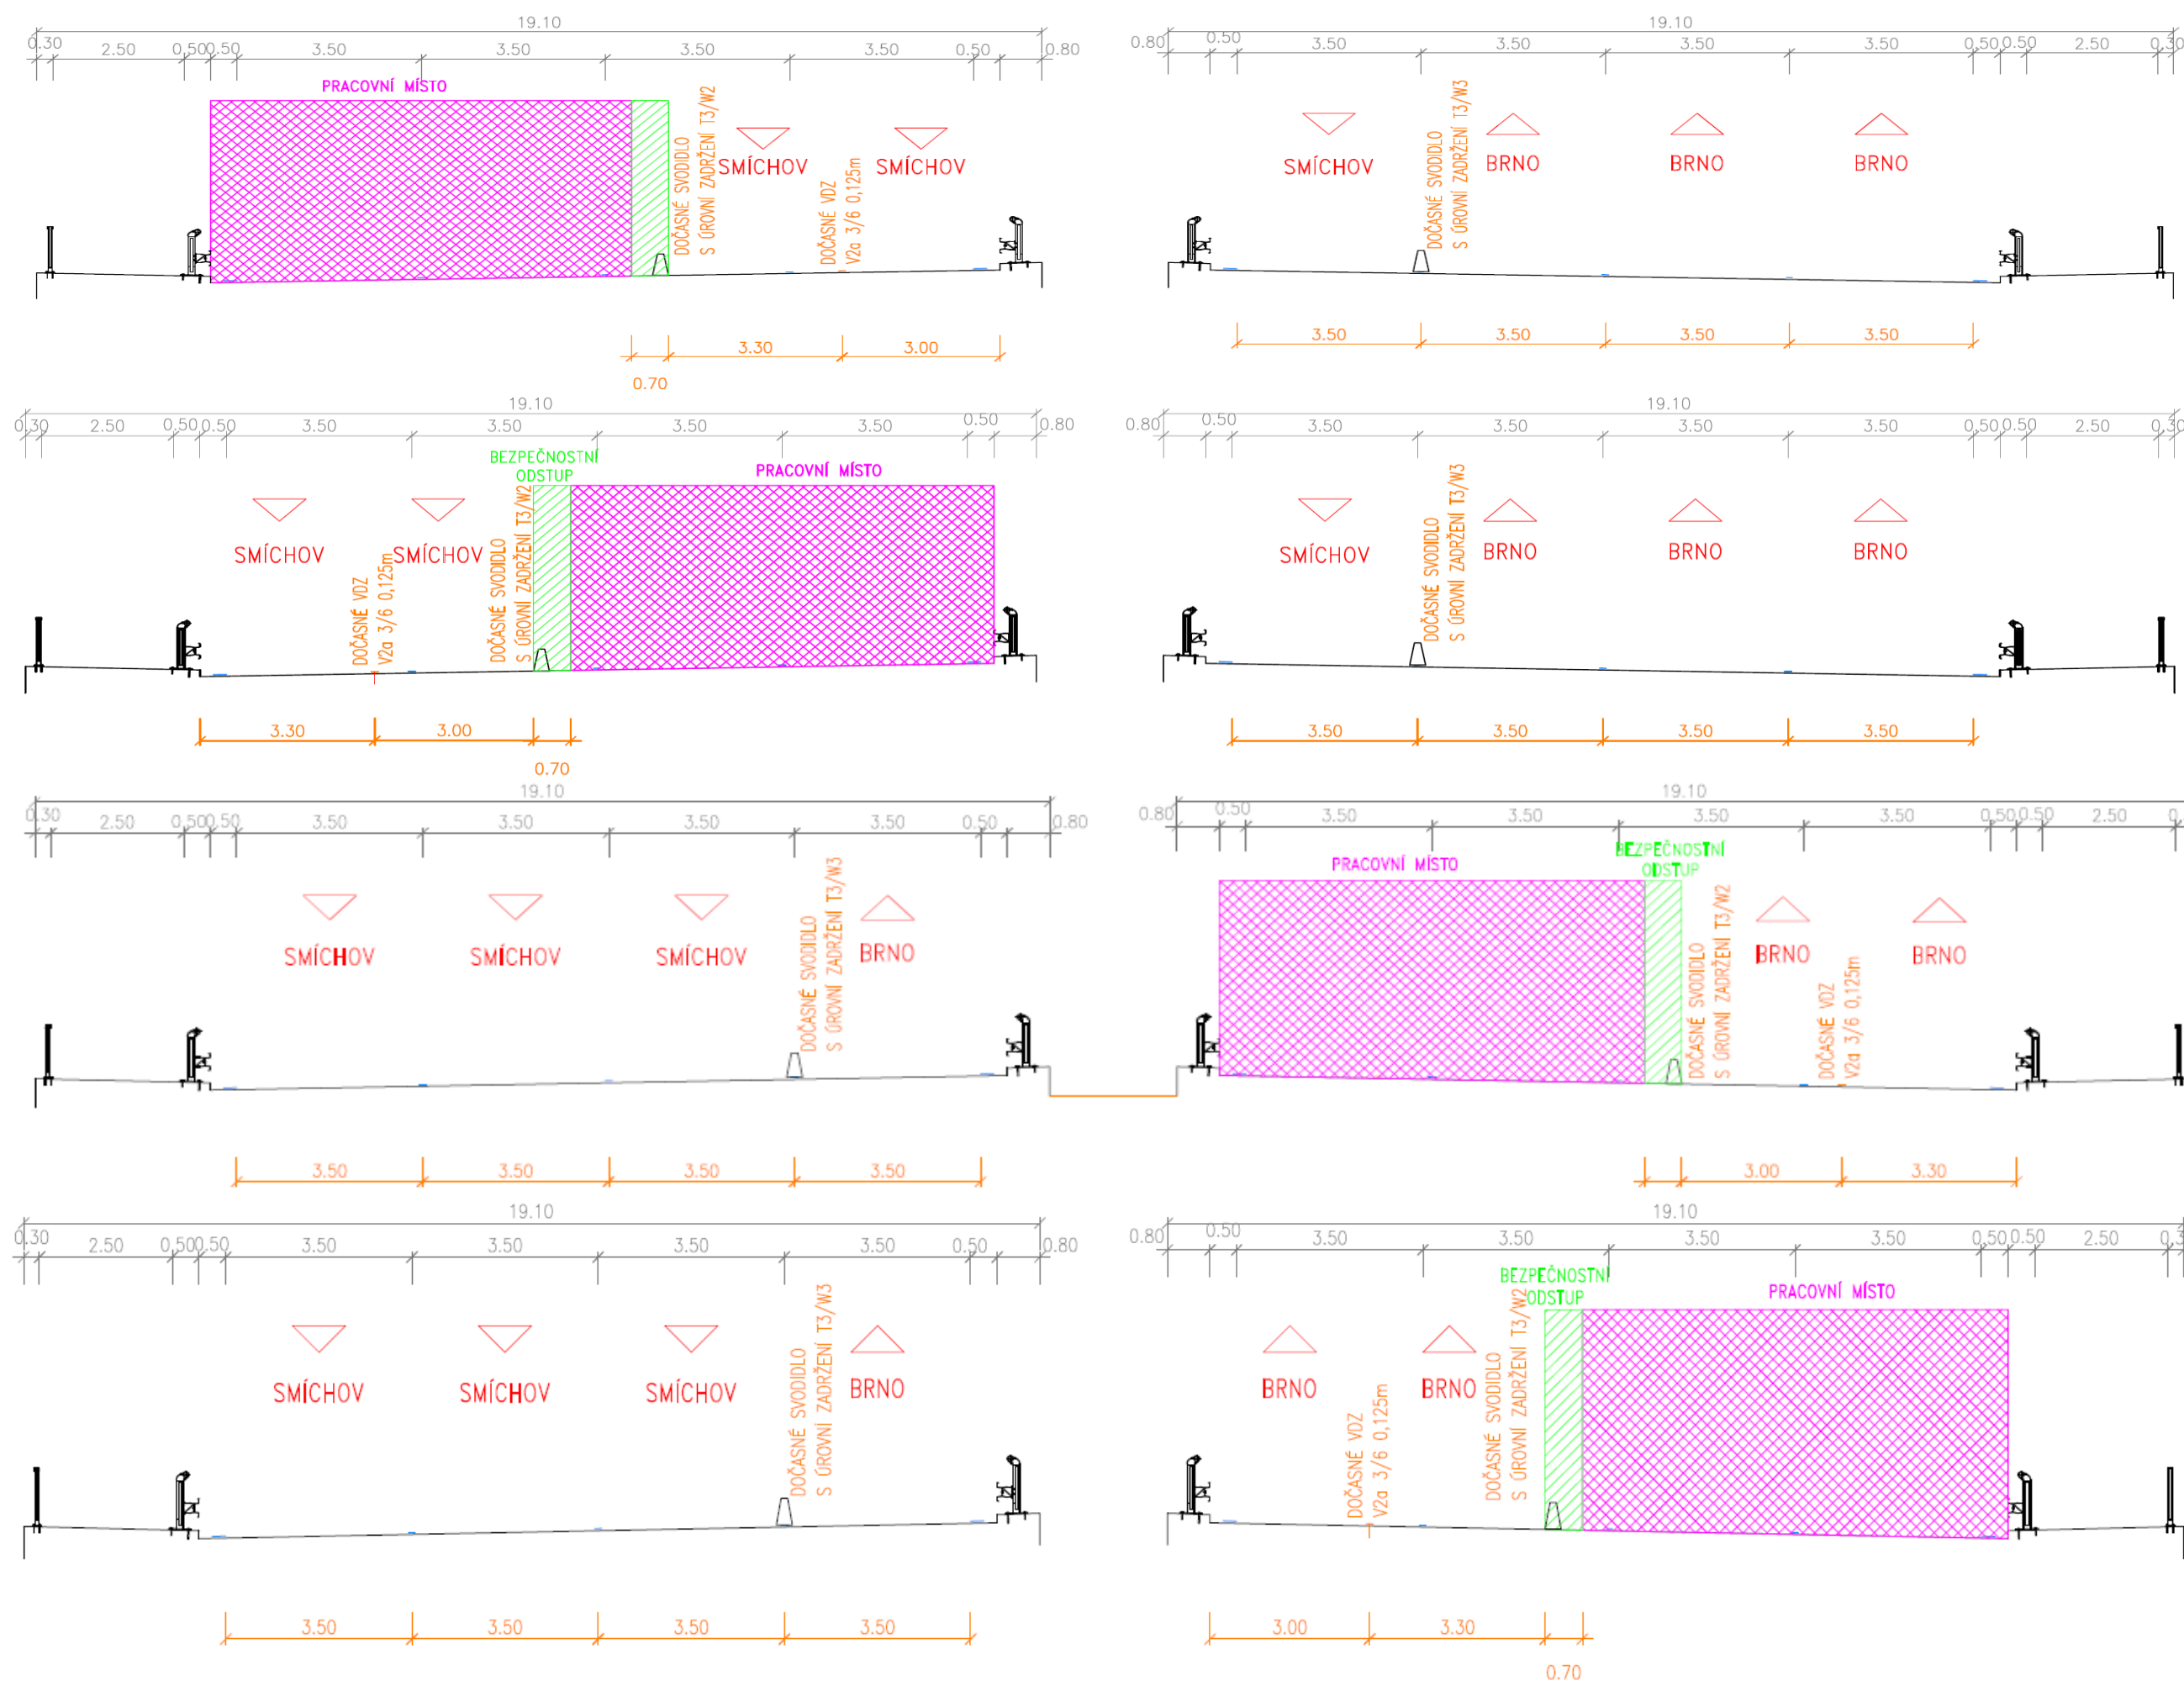 19.10
0.30 2.50 0.50 0.50 3.50 3.50 3.50 3.50 0.50 0.80
PRACOVNÍ MÍSTO
DOČASNÉ SVODIDLO
S ÚROVNÍ ZADRŽENÍ T3/W2
SMÍCHOV
DOČASNÉ VDZ
V2a 3/6 0,125m
SMÍCHOV
3.30 3.00
0.70
19.10
0.80 0.50 3.50 3.50 3.50 3.50 0.50 0.50 2.50 0.30
SMÍCHOV
DOČASNÉ SVODIDLO
S ÚROVNÍ ZADRŽENÍ T3/W3
BRNO BRNO BRNO
3.50 3.50 3.50 3.50
19.10
0.30 2.50 0.50 0.50 3.50 3.50 3.50 3.50 0.50 0.80
BEZPEČNOSTNÍ
ODSTUP
PRACOVNÍ MÍSTO
SMÍCHOV
DOČASNÉ VDZ
V2a 3/6 0,125m
SMÍCHOV
DOČASNÉ SVODIDLO
S ÚROVNÍ ZADRŽENÍ T3/W2
3.30 3.00
0.70
19.10
0.80 0.50 3.50 3.50 3.50 3.50 0.50 0.50 2.50 0.30
SMÍCHOV
DOČASNÉ SVODIDLO
S ÚROVNÍ ZADRŽENÍ T3/W3
BRNO BRNO BRNO
3.50 3.50 3.50 3.50
19.10
0.30 2.50 0.50 0.50 3.50 3.50 3.50 3.50 0.50 0.80
SMÍCHOV SMÍCHOV SMÍCHOV
DOČASNÉ SVODIDLO
S ÚROVNÍ ZADRŽENÍ T3/W3
BRNO
3.50 3.50 3.50 3.50
19.10
0.80 0.50 3.50 3.50 3.50 3.50 0.50 0.50 2.50
PRACOVNÍ MÍSTO
BEZPEČNOSTNÍ
ODSTUP
DOČASNÉ SVODIDLO
S ÚROVNÍ ZADRŽENÍ T3/W2
BRNO
DOČASNÉ VDZ
V2a 3/6 0,125m
BRNO
3.00 3.30
19.10
0.30 2.50 0.50 0.50 3.50 3.50 3.50 3.50 0.50 0.80
SMÍCHOV SMÍCHOV SMÍCHOV
DOČASNÉ SVODIDLO
S ÚROVNÍ ZADRŽENÍ T3/W3
BRNO
3.50 3.50 3.50 3.50
19.10
0.80 0.50 3.50 3.50 3.50 3.50 0.50 0.50 2.50
BEZPEČNOSTNÍ
ODSTUP
PRACOVNÍ MÍSTO
BRNO
DOČASNÉ VDZ
V2a 3/6 0,125m
BRNO
DOČASNÉ SVODIDLO
S ÚROVNÍ ZADRŽENÍ T3/W2
3.00 3.30
0.70